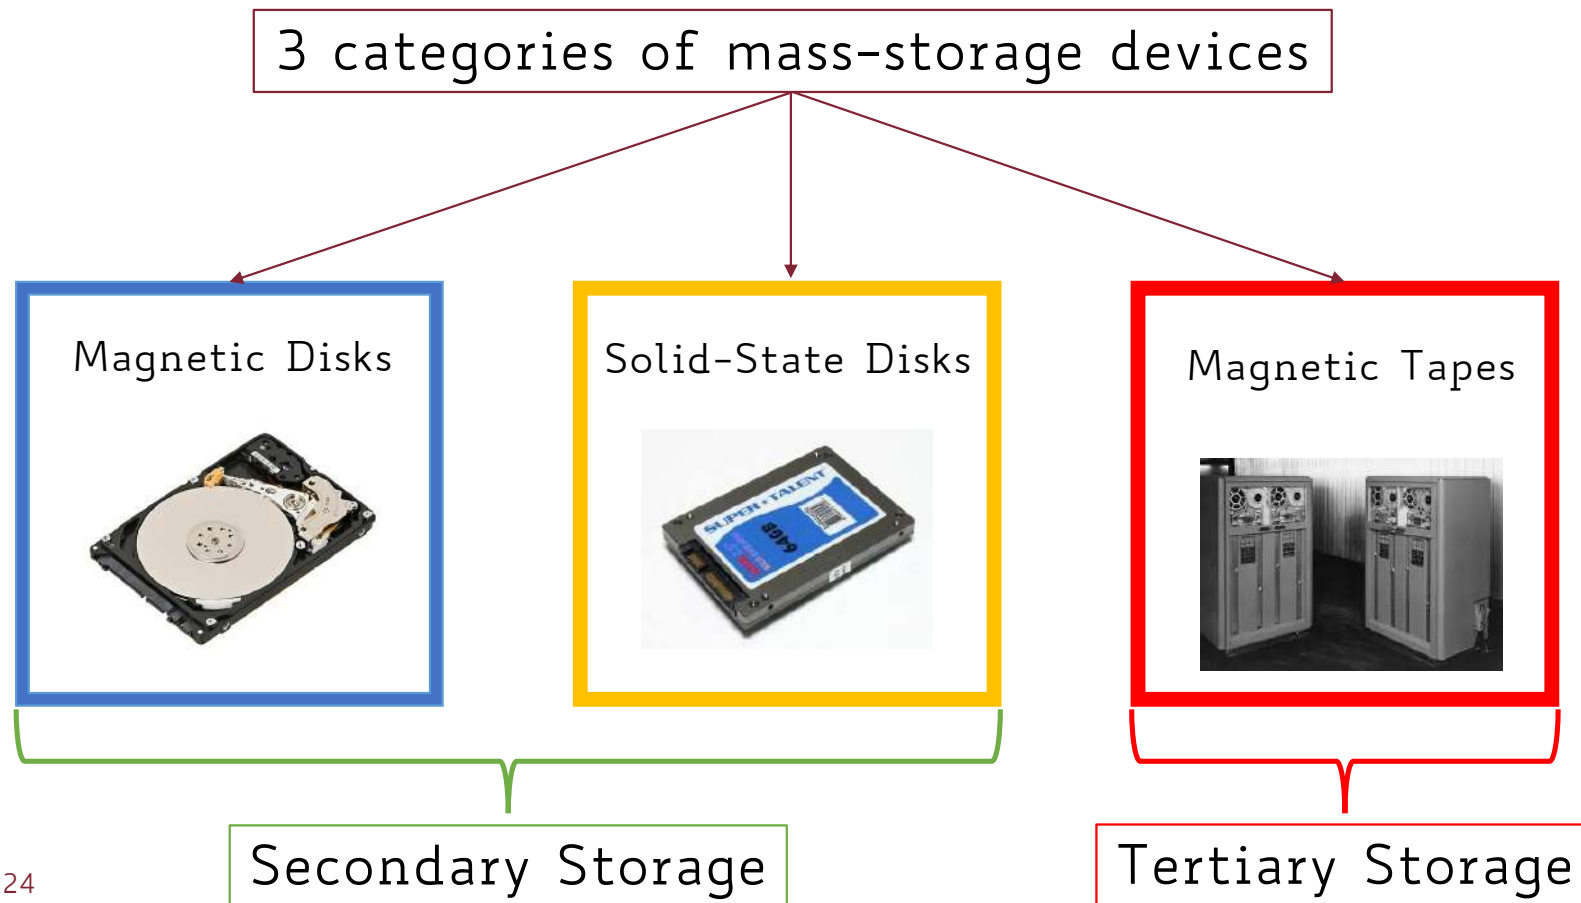 3 categories of mass-storage devices
Magnetic Disks
Solid-State Disks
Magnetic Tapes
SUPER★TALENT
64GB
Secondary Storage
Tertiary Storage
24